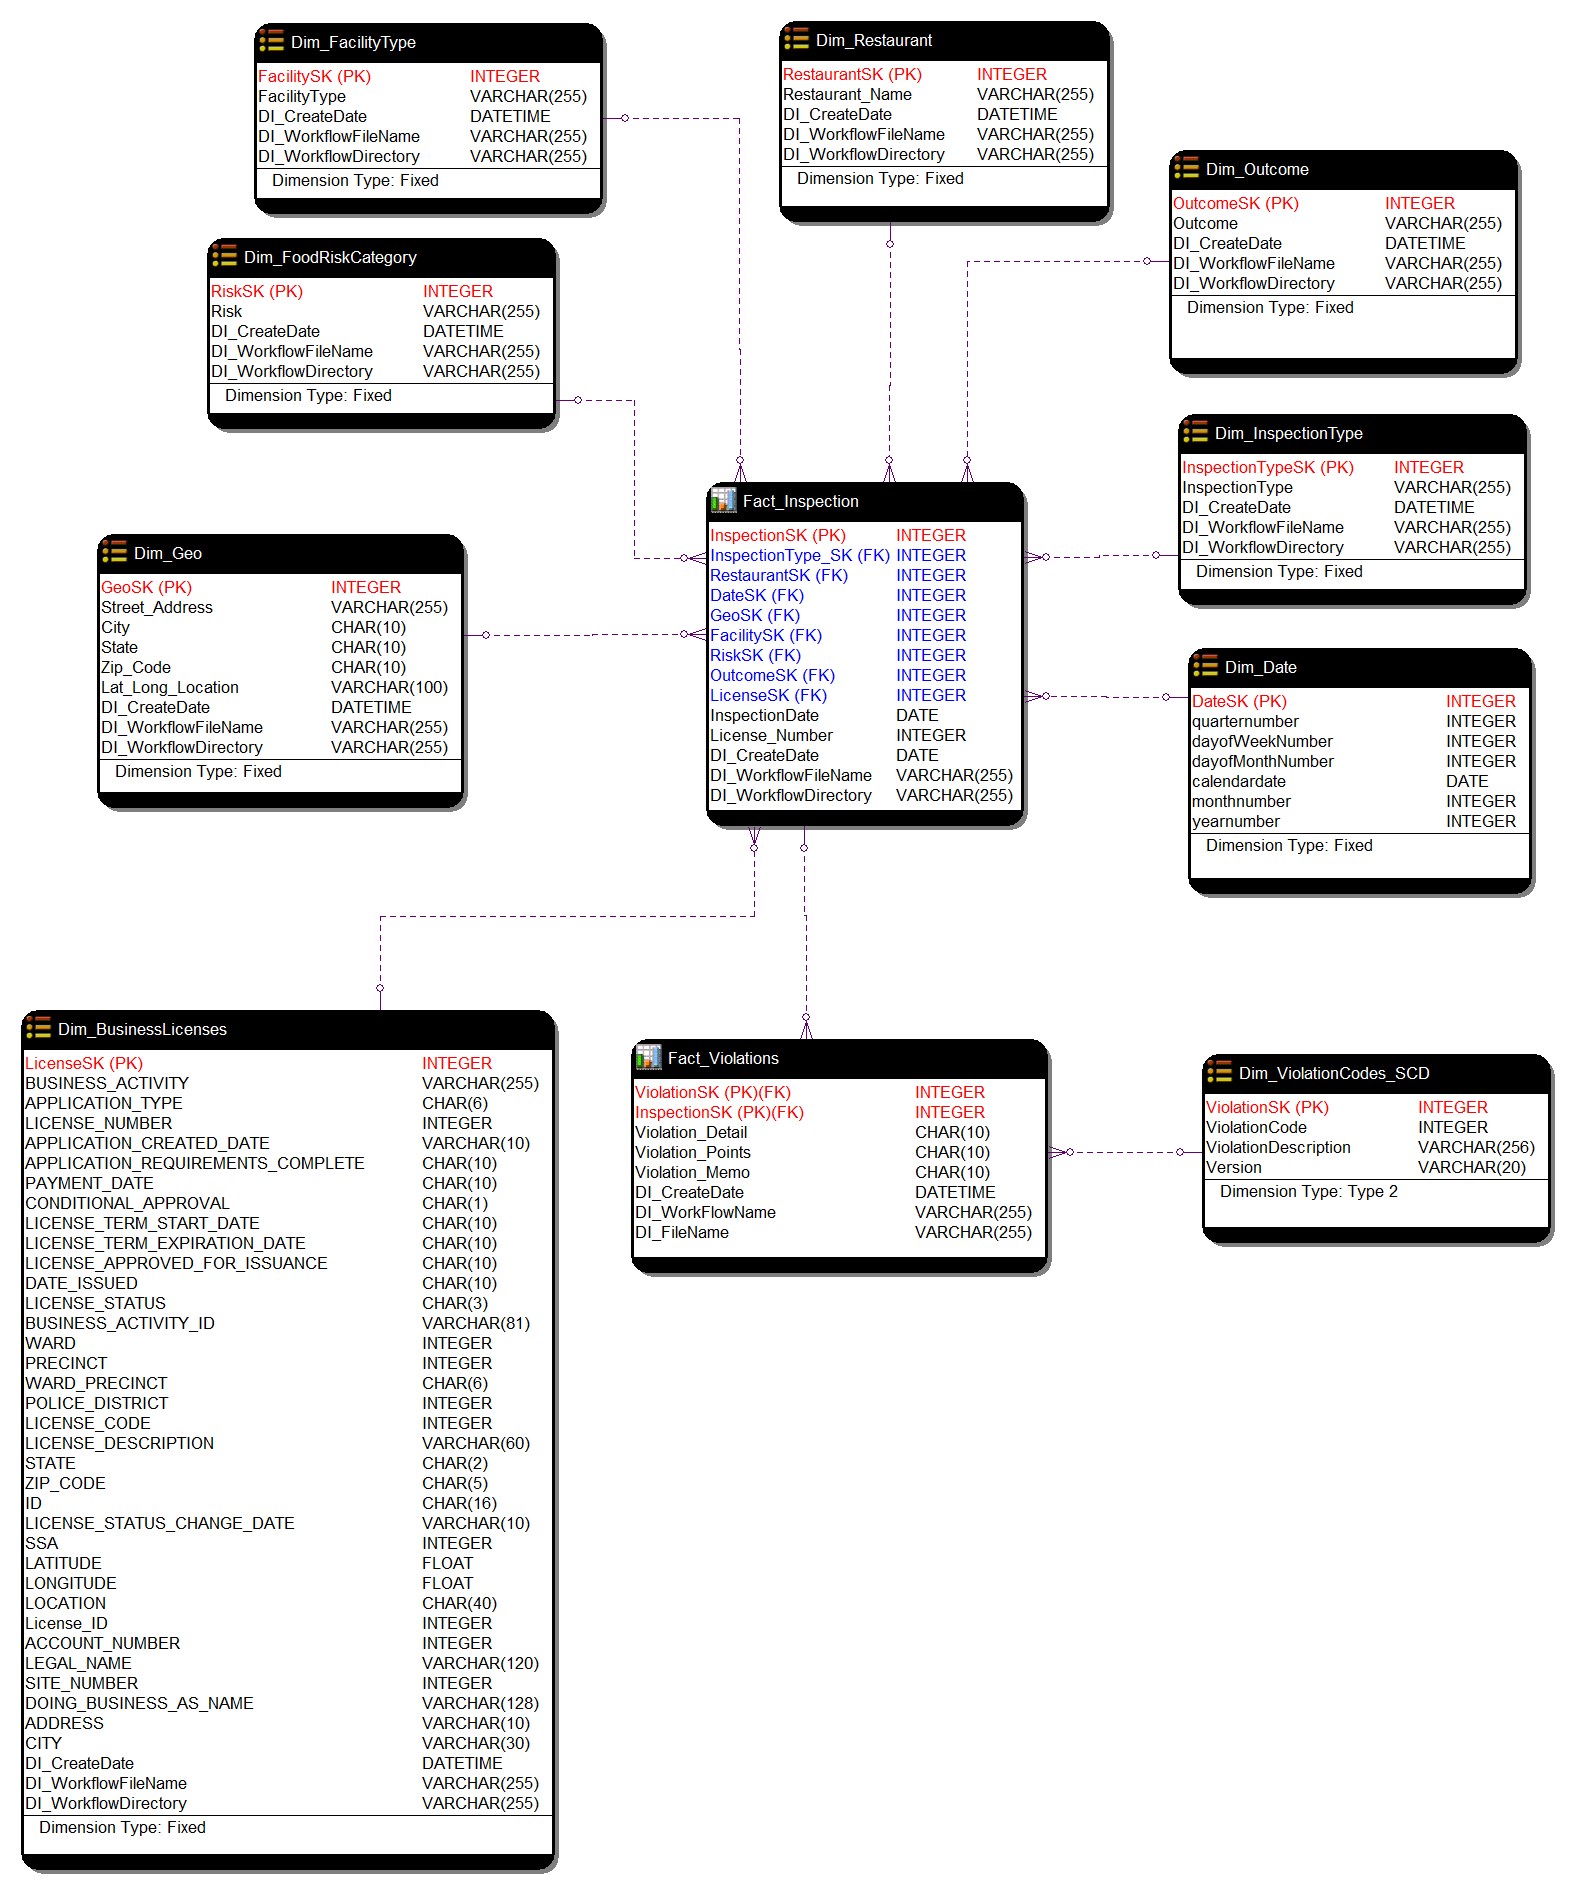 Dim_FacilityType
FacilitySK (PK) INTEGER
FacilityType VARCHAR(255)
DI_CreateDate DATETIME
DI_WorkflowFileName VARCHAR(255)
DI_WorkflowDirectory VARCHAR(255)
Dimension Type: Fixed
Dim_Restaurant
RestaurantSK (PK) INTEGER
Restaurant_Name VARCHAR(255)
DI_CreateDate DATETIME
DI_WorkflowFileName VARCHAR(255)
DI_WorkflowDirectory VARCHAR(255)
Dimension Type: Fixed
Dim_Outcome
OutcomeSK (PK) INTEGER
Outcome VARCHAR(255)
DI_CreateDate DATETIME
DI_WorkflowFileName VARCHAR(255)
DI_WorkflowDirectory VARCHAR(255)
Dimension Type: Fixed
Dim_FoodRiskCategory
RiskSK (PK) INTEGER
Risk VARCHAR(255)
DI_CreateDate DATETIME
DI_WorkflowFileName VARCHAR(255)
DI_WorkflowDirectory VARCHAR(255)
Dimension Type: Fixed
Dim_InspectionType
InspectionTypeSK (PK) INTEGER
InspectionType VARCHAR(255)
DI_CreateDate DATETIME
DI_WorkflowFileName VARCHAR(255)
DI_WorkflowDirectory VARCHAR(255)
Dimension Type: Fixed
Fact_Inspection
InspectionSK (PK) INTEGER
InspectionType_SK (FK) INTEGER
RestaurantSK (FK) INTEGER
DateSK (FK) INTEGER
GeoSK (FK) INTEGER
FacilitySK (FK) INTEGER
RiskSK (FK) INTEGER
OutcomeSK (FK) INTEGER
LicenseSK (FK) INTEGER
InspectionDate DATE
License_Number INTEGER
DI_CreateDate DATE
DI_WorkflowFileName VARCHAR(255)
DI_WorkflowDirectory VARCHAR(255)
Dim_Geo
GeoSK (PK) INTEGER
Street_Address VARCHAR(255)
City CHAR(10)
State CHAR(10)
Zip_Code CHAR(10)
Lat_Long_Location VARCHAR(100)
DI_CreateDate DATETIME
DI_WorkflowFileName VARCHAR(255)
DI_WorkflowDirectory VARCHAR(255)
Dimension Type: Fixed
Dim_Date
DateSK (PK) INTEGER
quarternumber INTEGER
dayofWeekNumber INTEGER
dayofMonthNumber INTEGER
calendardate DATE
monthnumber INTEGER
yearnumber INTEGER
Dimension Type: Fixed
Dim_BusinessLicenses
LicenseSK (PK) INTEGER
BUSINESS_ACTIVITY VARCHAR(255)
APPLICATION_TYPE CHAR(6)
LICENSE_NUMBER INTEGER
APPLICATION_CREATED_DATE VARCHAR(10)
APPLICATION_REQUIREMENTS_COMPLETE CHAR(10)
PAYMENT_DATE CHAR(10)
CONDITIONAL_APPROVAL CHAR(1)
LICENSE_TERM_START_DATE CHAR(10)
LICENSE_TERM_EXPIRATION_DATE CHAR(10)
LICENSE_APPROVED_FOR_ISSUANCE CHAR(10)
DATE_ISSUED CHAR(10)
LICENSE_STATUS CHAR(3)
BUSINESS_ACTIVITY_ID VARCHAR(81)
WARD INTEGER
PRECINCT INTEGER
WARD_PRECINCT CHAR(6)
POLICE_DISTRICT INTEGER
LICENSE_CODE INTEGER
LICENSE_DESCRIPTION VARCHAR(60)
STATE CHAR(2)
ZIP_CODE CHAR(5)
ID CHAR(16)
LICENSE_STATUS_CHANGE_DATE VARCHAR(10)
SSA INTEGER
LATITUDE FLOAT
LONGITUDE FLOAT
LOCATION CHAR(40)
License_ID INTEGER
ACCOUNT_NUMBER INTEGER
LEGAL_NAME VARCHAR(120)
SITE_NUMBER INTEGER
DOING_BUSINESS_AS_NAME VARCHAR(128)
ADDRESS VARCHAR(10)
CITY VARCHAR(30)
DI_CreateDate DATETIME
DI_WorkflowFileName VARCHAR(255)
DI_WorkflowDirectory VARCHAR(255)
Dimension Type: Fixed
Fact_Violations
ViolationSK (PK)(FK) INTEGER
InspectionSK (PK)(FK) INTEGER
Violation_Detail CHAR(10)
Violation_Points CHAR(10)
Violation_Memo CHAR(10)
DI_CreateDate DATETIME
DI_WorkFlowName VARCHAR(255)
DI_FileName VARCHAR(255)
Dim_ViolationCodes_SCD
ViolationSK (PK) INTEGER
ViolationCode INTEGER
ViolationDescription VARCHAR(256)
Version VARCHAR(20)
Dimension Type: Type 2